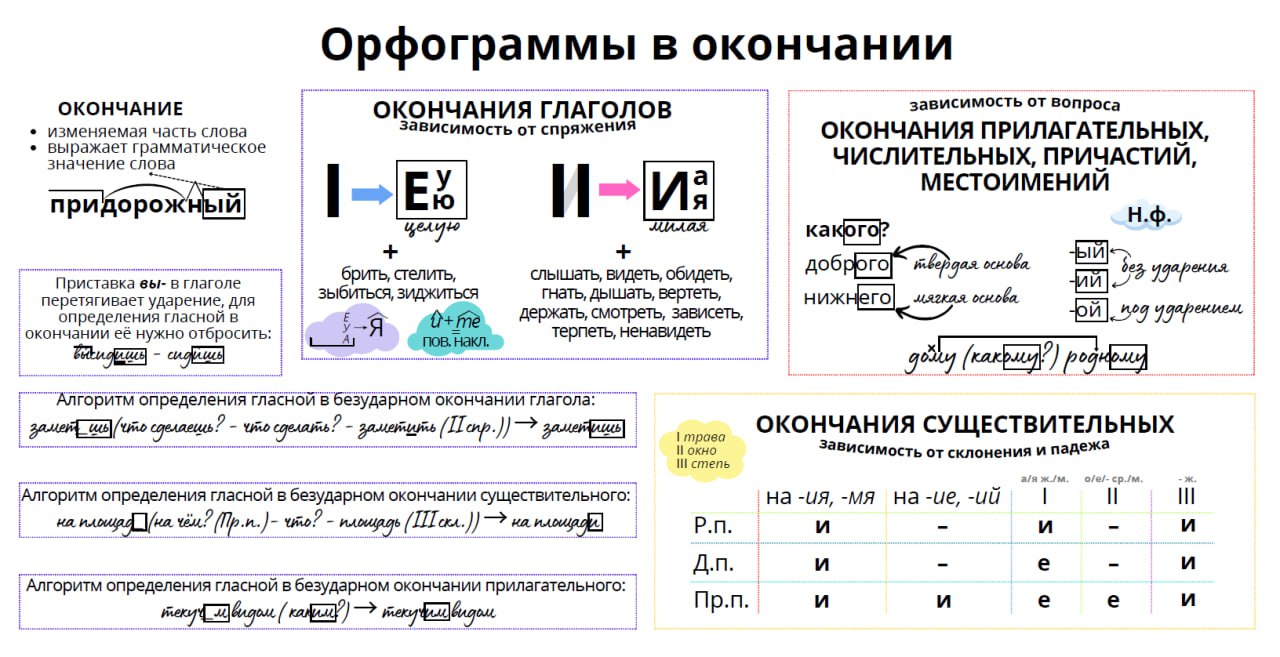 Орфограммы в окончании
ОКОНЧАНИЕ
• изменяемая часть слова
• выражает грамматическое
значение слова
придорожный
Приставка вы- в глаголе
перетягивает ударение, для
определения гласной в
окончании её нужно отбросить:
высидишь - сидишь
ОКОНЧАНИЯ ГЛАГОЛОВ
зависимость от спряжения
I → Е у ю
целую
+
брить, стелить,
зыбиться, зиждиться
Е
У → Я
А
и + те
пов. накл.
II → И а я
милая
+
слышать, видеть, обидеть,
гнать, дышать, вертеть,
держать, смотреть, зависеть,
терпеть, ненавидеть
зависимость от вопроса
ОКОНЧАНИЯ ПРИЛАГАТЕЛЬНЫХ,
ЧИСЛИТЕЛЬНЫХ, ПРИЧАСТИЙ,
МЕСТОИМЕНИЙ
какого?
доброго твердая основа
нижнего мягкая основа
Н.ф.
-ый
-ий без ударения
-ой под ударением
дому (какому?) родному
Алгоритм определения гласной в безударном окончании глагола:
замет_шь (что сделаешь? - что сделать? - заметить (II спр.)) → заметишь
Алгоритм определения гласной в безударном окончании существительного:
на площад_ (на чём? (Пр.п.) - что? - площадь (III скл.)) → на площади
Алгоритм определения гласной в безударном окончании прилагательного:
текуч_м видом (каким?) → текучим видом
I трава
II окно
III степь
ОКОНЧАНИЯ СУЩЕСТВИТЕЛЬНЫХ
зависимость от склонения и падежа
а/я ж./м. о/е/- ср./м. - ж.
на -ия, -мя на -ие, -ий I II III
Р.п. и – и – и
Д.п. и – е – и
Пр.п. и и е е и